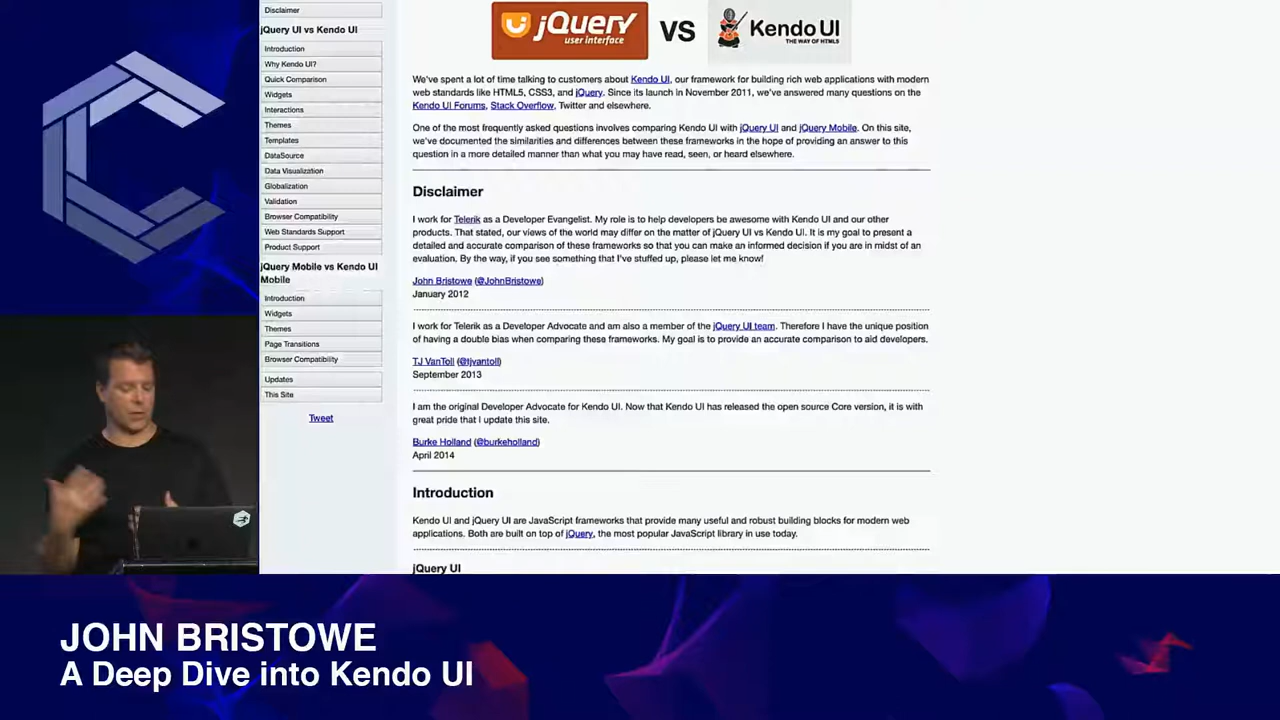 Disclaimer
jQuery UI vs Kendo UI
Introduction
Why Kendo UI?
Quick Comparison
Widgets
Interactions
Themes
Templates
DataSource
Data Visualization
Globalization
Validation
Browser Compatibility
Web Standards Support
Product Support
jQuery Mobile vs Kendo UI
Mobile
Introduction
Widgets
Themes
Page Transitions
Browser Compatibility
Updates
This Site
Tweet
jQuery
user interface
VS
Kendo UI
THE WAY OF HTML5
We've spent a lot of time talking to customers about Kendo UI, our framework for building rich web applications with modern
web standards like HTML5, CSS3, and jQuery. Since its launch in November 2011, we've answered many questions on the
Kendo UI Forums, Stack Overflow, Twitter and elsewhere.
One of the most frequently asked questions involves comparing Kendo UI with jQuery UI and jQuery Mobile. On this site,
we've documented the similarities and differences between these frameworks in the hope of providing an answer to this
question in a more detailed manner than what you may have read, seen, or heard elsewhere.
Disclaimer
I work for Telerik as a Developer Evangelist. My role is to help developers be awesome with Kendo UI and our other
products. That stated, our views of the world may differ on the matter of jQuery UI vs Kendo UI. It is my goal to present a
detailed and accurate comparison of these frameworks so that you can make an informed decision if you are in midst of an
evaluation. By the way, if you see something that I've stuffed up, please let me know!
John Bristowe (@JohnBristowe)
January 2012
I work for Telerik as a Developer Advocate and am also a member of the jQuery UI team. Therefore I have the unique position
of having a double bias when comparing these frameworks. My goal is to provide an accurate comparison to aid developers.
TJ VanToll (@tjvantoll)
September 2013
I am the original Developer Advocate for Kendo UI. Now that Kendo UI has released the open source Core version, it is with
great pride that I update this site.
Burke Holland (@burkeholland)
April 2014
Introduction
Kendo UI and jQuery UI are JavaScript frameworks that provide many useful and robust building blocks for modern web
applications. Both are built on top of jQuery, the most popular JavaScript library in use today.
jQuery UI
JOHN BRISTOWE
A Deep Dive into Kendo UI